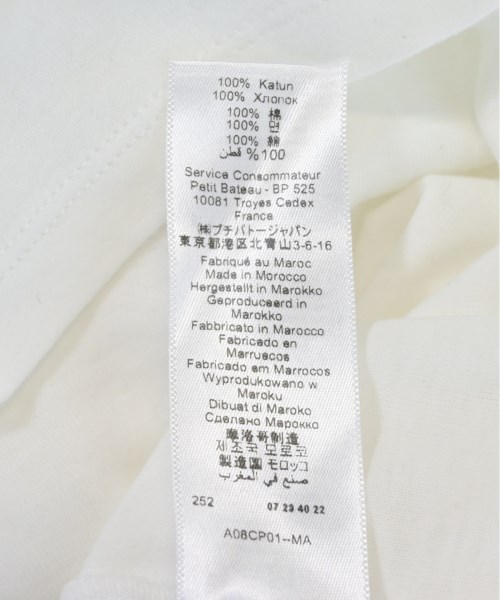 100% Katun
100% Хлопок
100% 棉
100% 면
100% 綿
100 % قطن
Service Consommateur
Petit Bateau - BP 525
10081 Troyes Cedex
France
㈱プチバトージャパン
東京都港区北青山3-6-16
Fabriqué au Maroc
Made in Morocco
Hergestellt in Marokko
Geproduceerd in
Marokko
Fabbricato in Marocco
Fabricado en
Marruecos
Fabricado em Marrocos
Wyprodukowano w
Maroku
Dibuat di Maroko
Сделано Марокко
摩洛哥制造
제조국 모로코
製造國 モロッコ
صنع في المغرب
252 07 23 40 22
A08CP01--MA